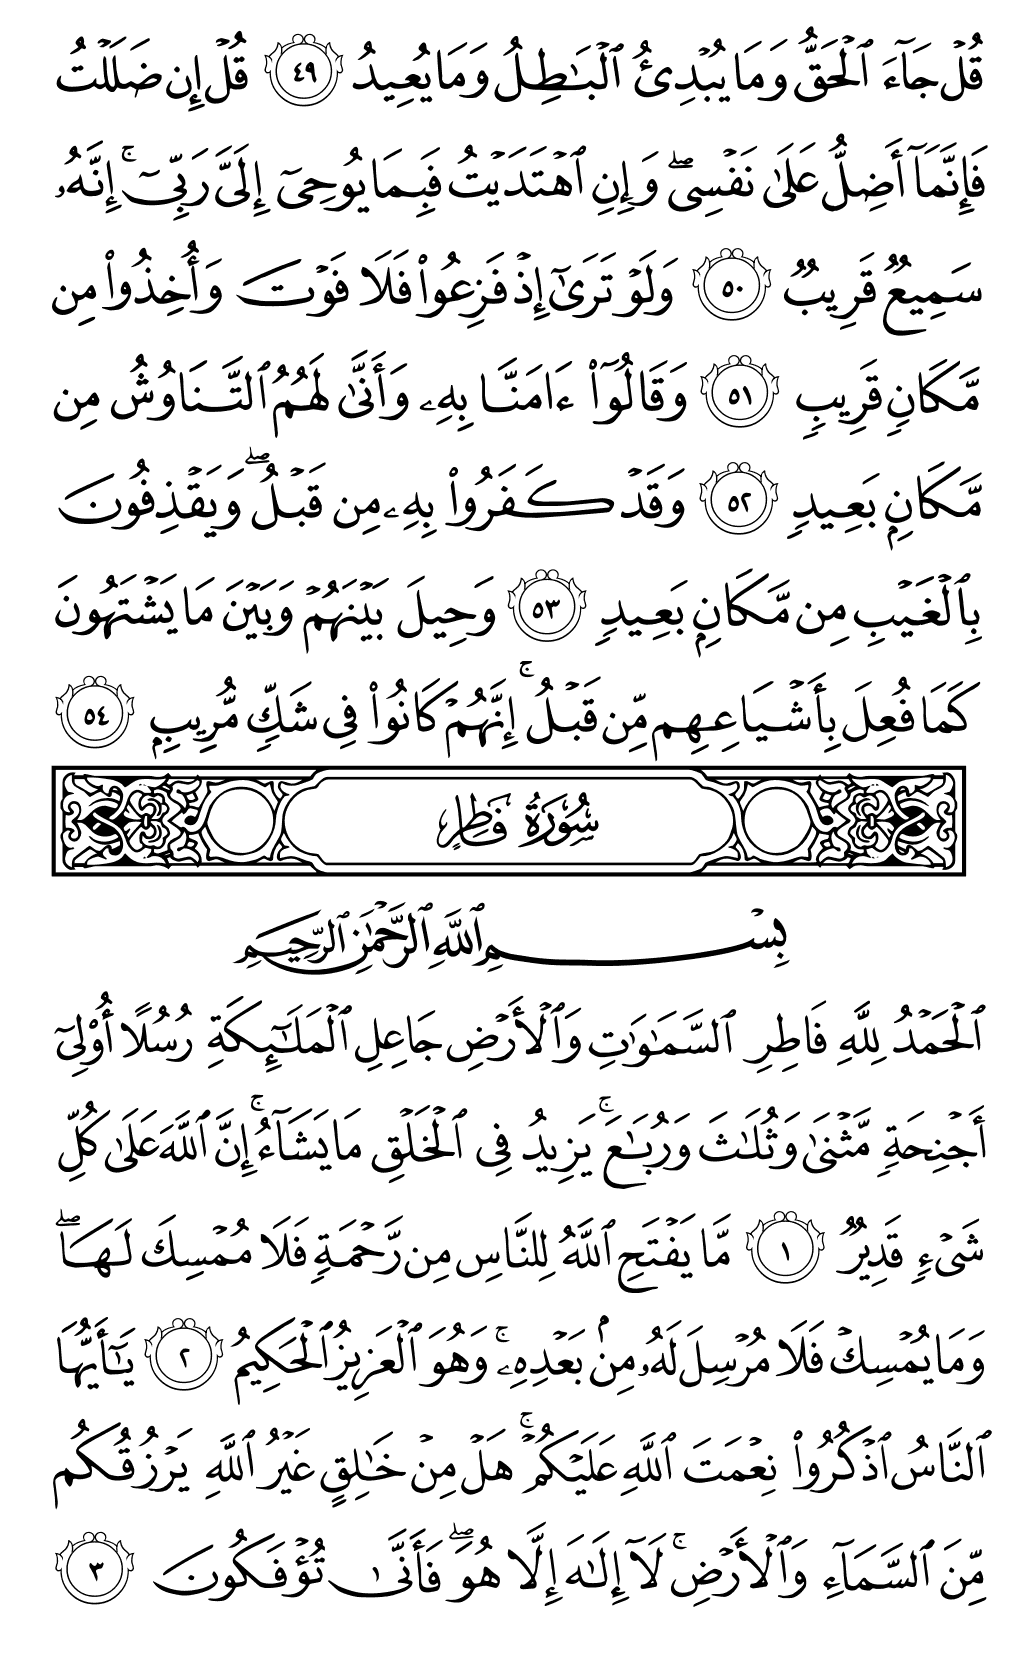 قُلۡ جَآءَ ٱلۡحَقُّ وَمَا يُبۡدِئُ ٱلۡبَٰطِلُ وَمَا يُعِيدُ ٤٩ قُلۡ إِن ضَلَلۡتُ
فَإِنَّمَآ أَضِلُّ عَلَىٰ نَفۡسِيۖ وَإِنِ ٱهۡتَدَيۡتُ فَبِمَا يُوحِيٓ إِلَيَّ رَبِّيٓۚ إِنَّهُۥ
سَمِيعٞ قَرِيبٞ ٥٠ وَلَوۡ تَرَىٰٓ إِذۡ فَزِعُواْ فَلَا فَوۡتَ وَأُخِذُواْ مِن
مَّكَانٖ قَرِيبٖ ٥١ وَقَالُوٓاْ ءَامَنَّا بِهِۦ وَأَنَّىٰ لَهُمُ ٱلتَّنَاوُشُ مِن
مَّكَانِۭ بَعِيدٖ ٥٢ وَقَدۡ كَفَرُواْ بِهِۦ مِن قَبۡلُۖ وَيَقۡذِفُونَ
بِٱلۡغَيۡبِ مِن مَّكَانِۭ بَعِيدٖ ٥٣ وَحِيلَ بَيۡنَهُمۡ وَبَيۡنَ مَا يَشۡتَهُونَ
كَمَا فُعِلَ بِأَشۡيَاعِهِم مِّن قَبۡلُۚ إِنَّهُمۡ كَانُواْ فِي شَكّٖ مُّرِيبِۭ ٥٤
سُورَةُ فَاطِرٍ
بِسۡمِ ٱللَّهِ ٱلرَّحۡمَٰنِ ٱلرَّحِيمِ
ٱلۡحَمۡدُ لِلَّهِ فَاطِرِ ٱلسَّمَٰوَٰتِ وَٱلۡأَرۡضِ جَاعِلِ ٱلۡمَلَٰٓئِكَةِ رُسُلًا أُوْلِيٓ
أَجۡنِحَةٖ مَّثۡنَىٰ وَثُلَٰثَ وَرُبَٰعَۚ يَزِيدُ فِي ٱلۡخَلۡقِ مَا يَشَآءُۚ إِنَّ ٱللَّهَ عَلَىٰ كُلِّ
شَيۡءٖ قَدِيرٞ ١ مَّا يَفۡتَحِ ٱللَّهُ لِلنَّاسِ مِن رَّحۡمَةٖ فَلَا مُمۡسِكَ لَهَاۖ
وَمَا يُمۡسِكۡ فَلَا مُرۡسِلَ لَهُۥ مِنۢ بَعۡدِهِۦۚ وَهُوَ ٱلۡعَزِيزُ ٱلۡحَكِيمُ ٢ يَٰٓأَيُّهَا
ٱلنَّاسُ ٱذۡكُرُواْ نِعۡمَتَ ٱللَّهِ عَلَيۡكُمۡۚ هَلۡ مِنۡ خَٰلِقٍ غَيۡرُ ٱللَّهِ يَرۡزُقُكُم
مِّنَ ٱلسَّمَآءِ وَٱلۡأَرۡضِۚ لَآ إِلَٰهَ إِلَّا هُوَۖ فَأَنَّىٰ تُؤۡفَكُونَ ٣